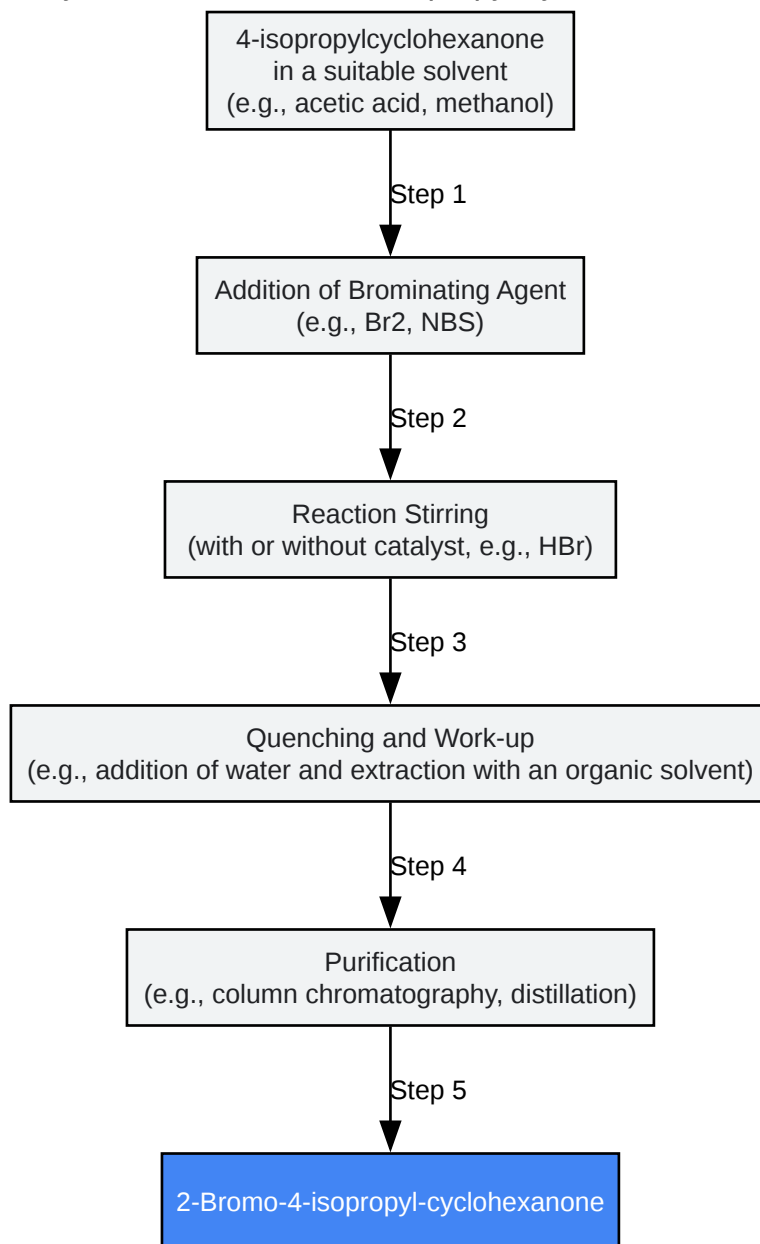 4-isopropylcyclohexanone
in a suitable solvent
(e.g., acetic acid, methanol)
Step 1
Addition of Brominating Agent
(e.g., Br2, NBS)
Step 2
Reaction Stirring
(with or without catalyst, e.g., HBr)
Step 3
Quenching and Work-up
(e.g., addition of water and extraction with an organic solvent)
Step 4
Purification
(e.g., column chromatography, distillation)
Step 5
2-Bromo-4-isopropyl-cyclohexanone